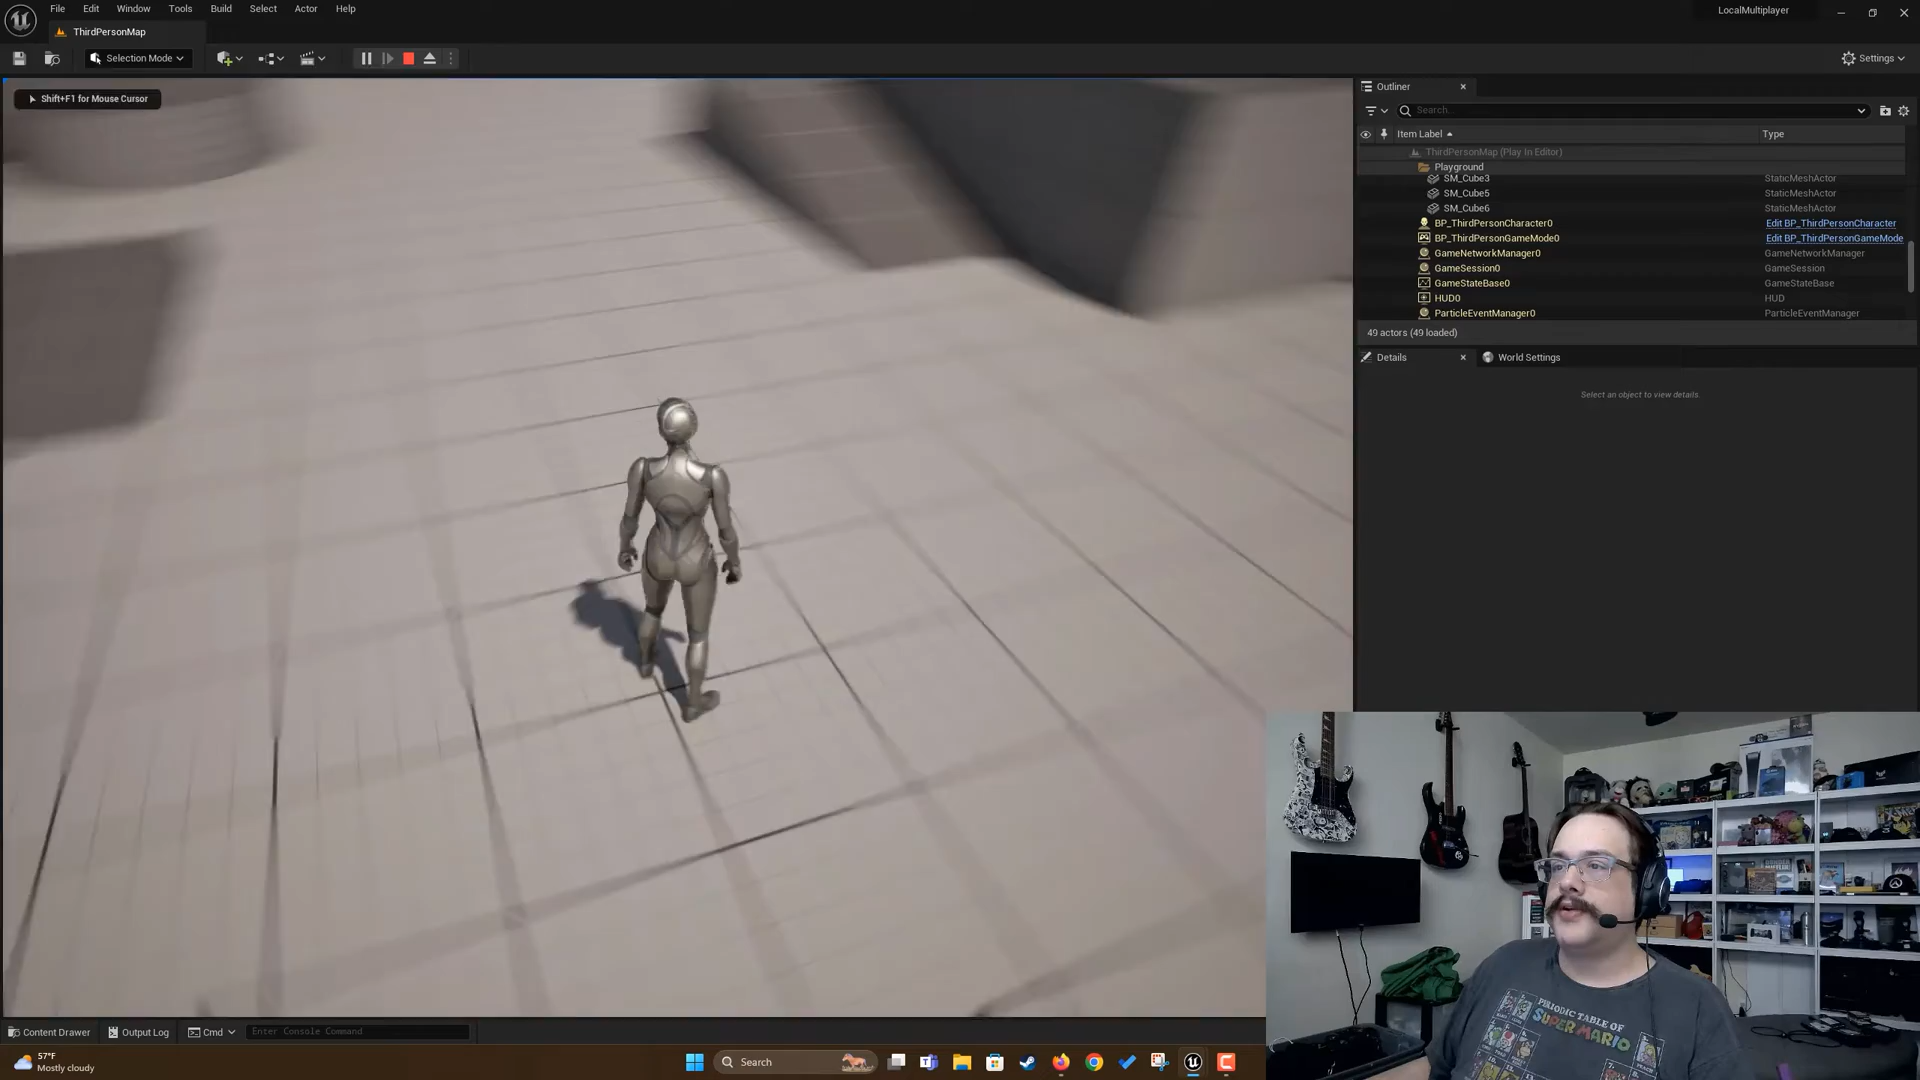 File Edit Window Tools Build Select Actor Help
LocalMultiplayer
ThirdPersonMap
Selection Mode
Settings
Shift+F1 for Mouse Cursor
Outliner
Search...
Item Label
Type
ThirdPersonMap (Play In Editor)
Playground
SM_Cube3 StaticMeshActor
SM_Cube5 StaticMeshActor
SM_Cube6 StaticMeshActor
BP_ThirdPersonCharacter0 Edit BP_ThirdPersonCharacter
BP_ThirdPersonGameMode0 Edit BP_ThirdPersonGameMode
GameNetworkManager0 GameNetworkManager
GameSession0 GameSession
GameStateBase0 GameStateBase
HUD0 HUD
ParticleEventManager0 ParticleEventManager
49 actors (49 loaded)
Details
World Settings
Select an object to view details.
PERIODIC TABLE OF
SUPER MARIO
Content Drawer
Output Log
Cmd
Enter Console Command
57°F
Mostly cloudy
Search